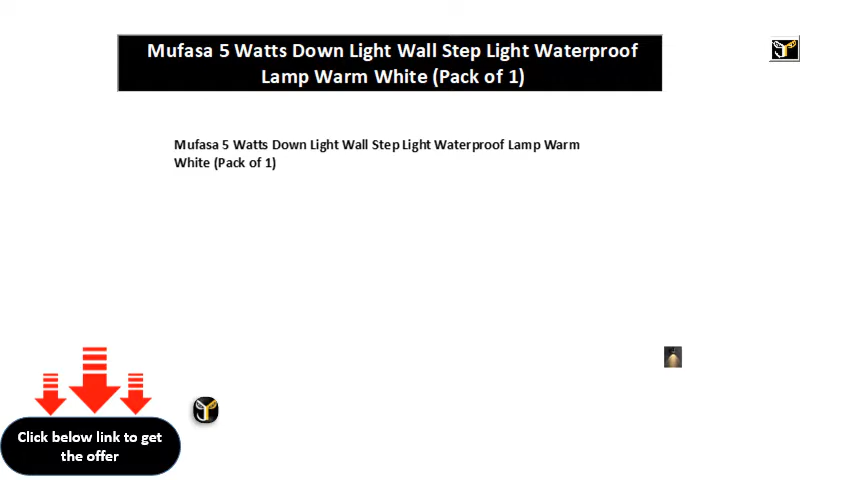 Mufasa 5 Watts Down Light Wall Step Light Waterproof
Lamp Warm White (Pack of 1)
Mufasa 5 Watts Down Light Wall Step Light Waterproof Lamp Warm
White (Pack of 1)
Click below link to get
the offer